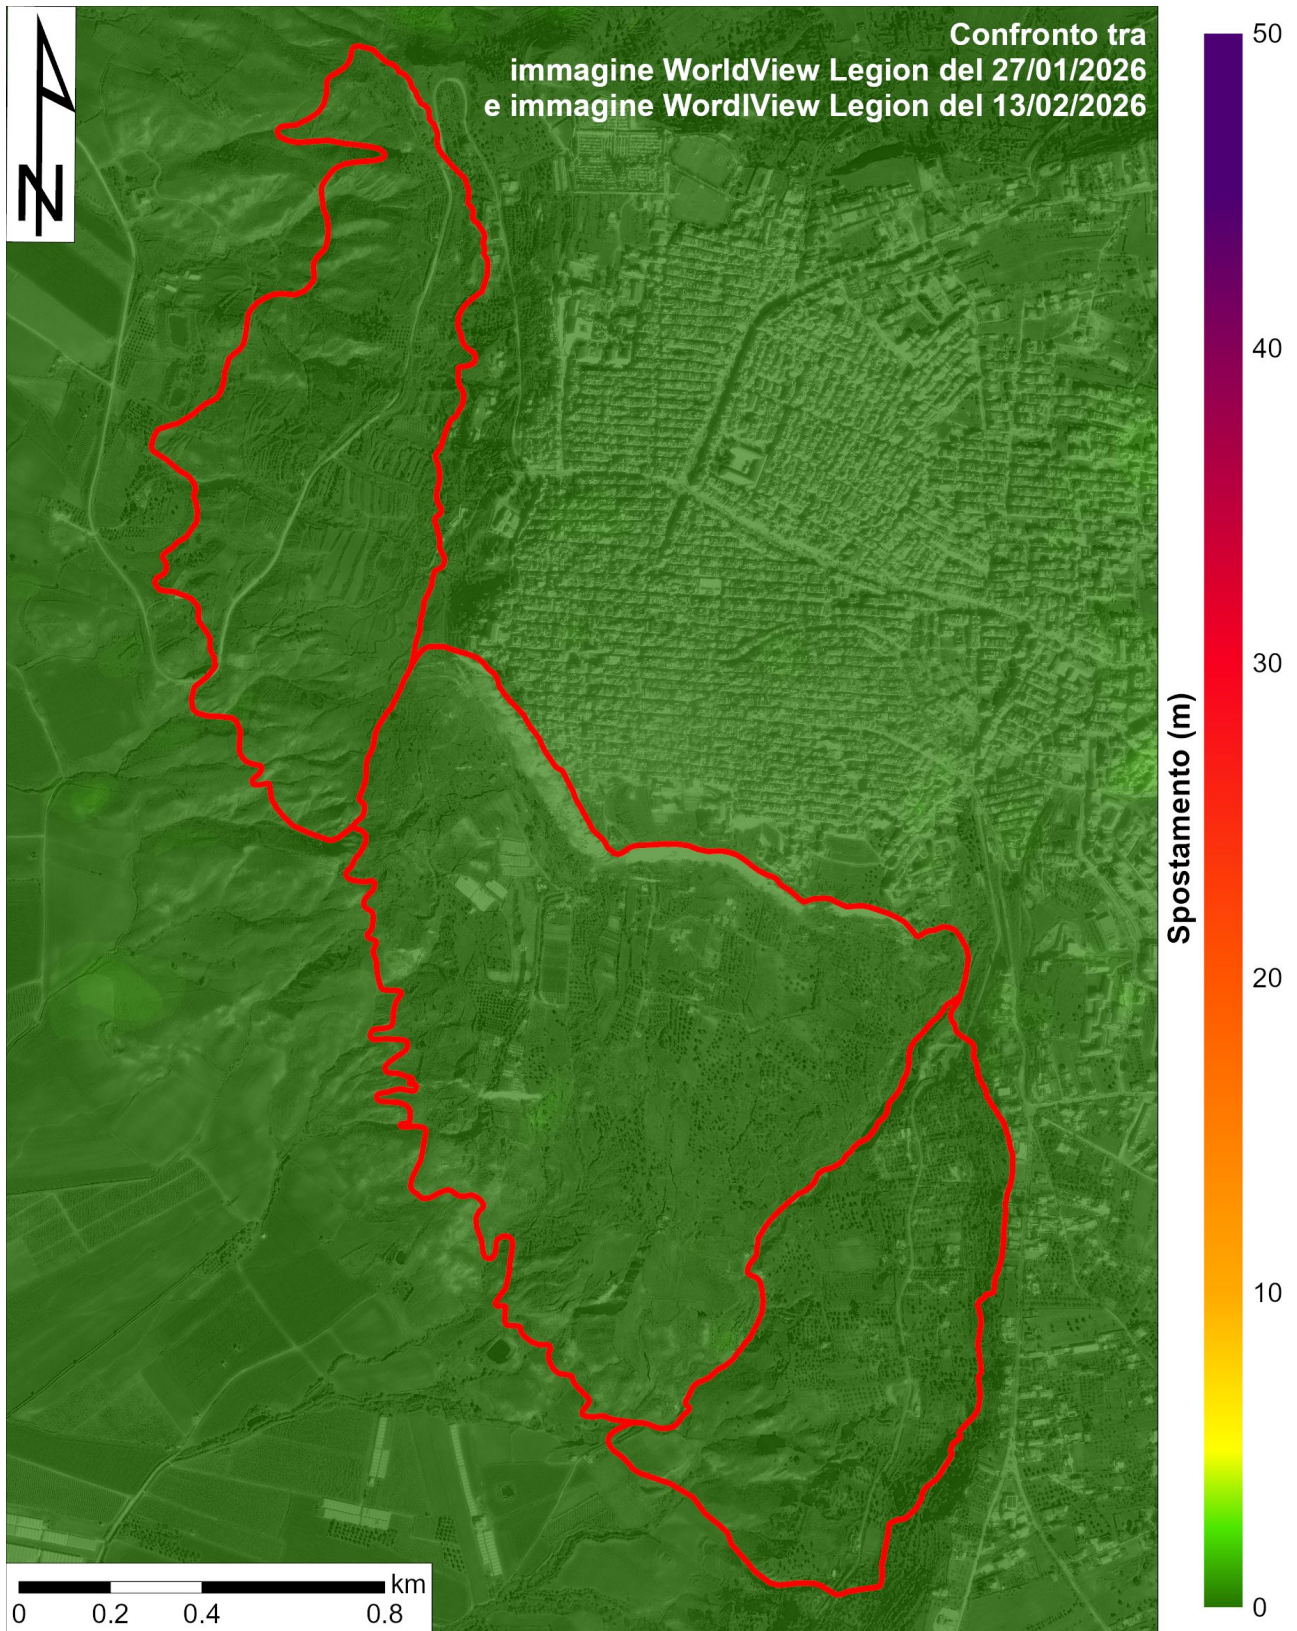 Confronto tra
immagine WorldView Legion del 27/01/2026
e immagine WordlView Legion del 13/02/2026
N
50
40
30
20
10
0
Spostamento (m)
km
0 0.2 0.4 0.8